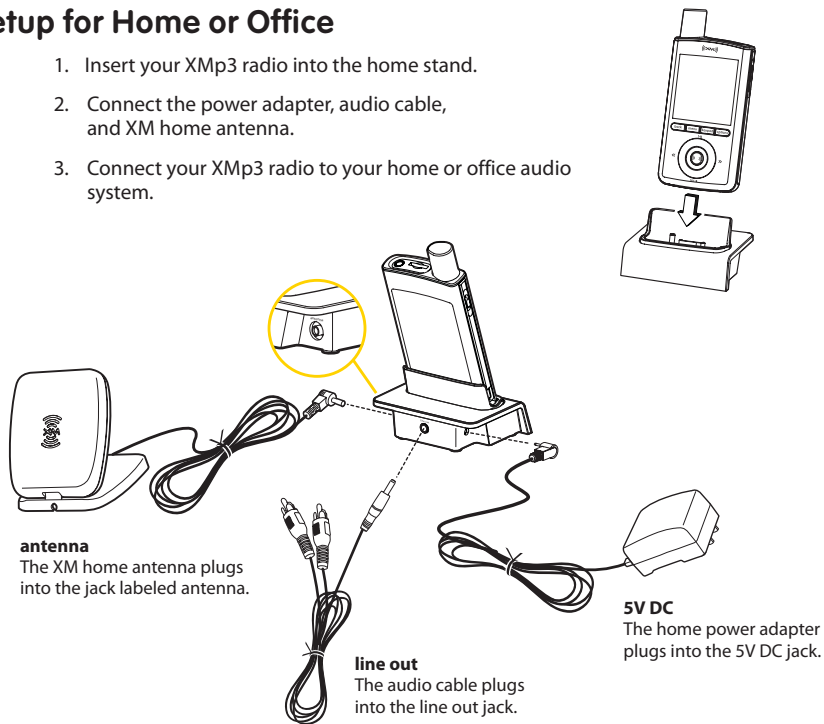 etup for Home or Office
1. Insert your XMp3 radio into the home stand.
2. Connect the power adapter, audio cable,
and XM home antenna.
3. Connect your XMp3 radio to your home or office audio
system.
XM
antenna
The XM home antenna plugs
into the jack labeled antenna.
line out
The audio cable plugs
into the line out jack.
5V DC
The home power adapter
plugs into the 5V DC jack.